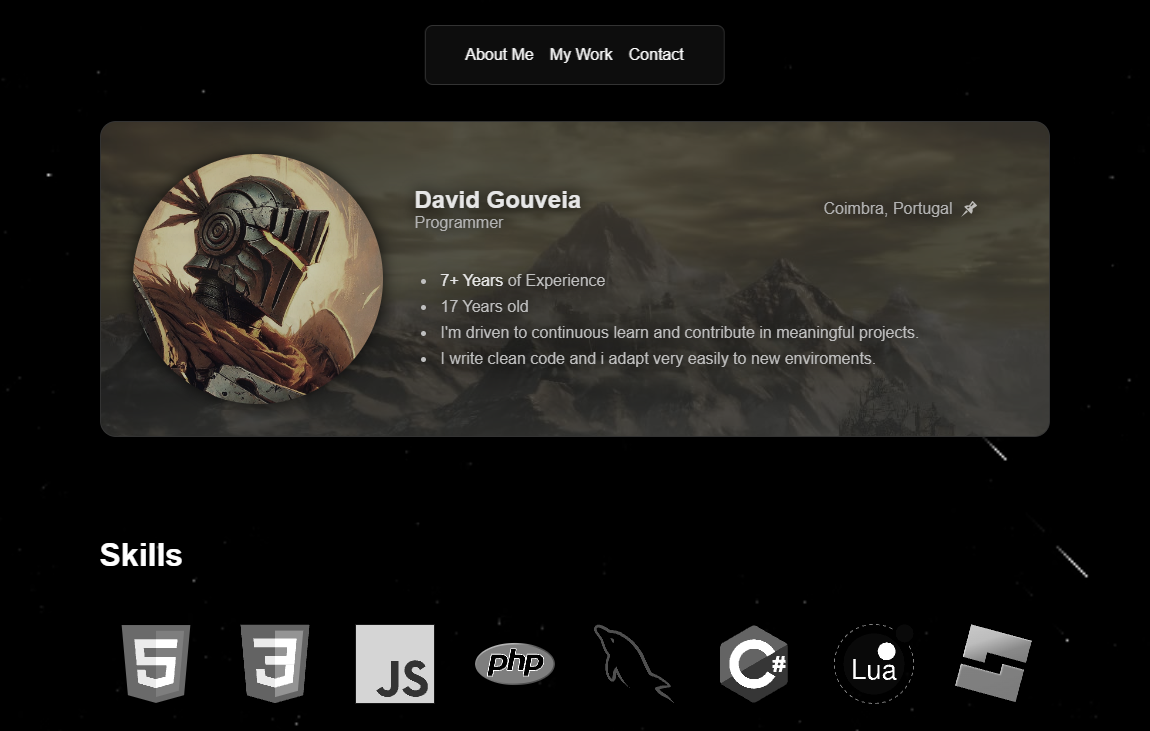 About Me My Work Contact
David Gouveia
Programmer
Coimbra, Portugal
7+ Years of Experience
17 Years old
I'm driven to continuous learn and contribute in meaningful projects.
I write clean code and i adapt very easily to new enviroments.
Skills
5 3 JS php C# Lua